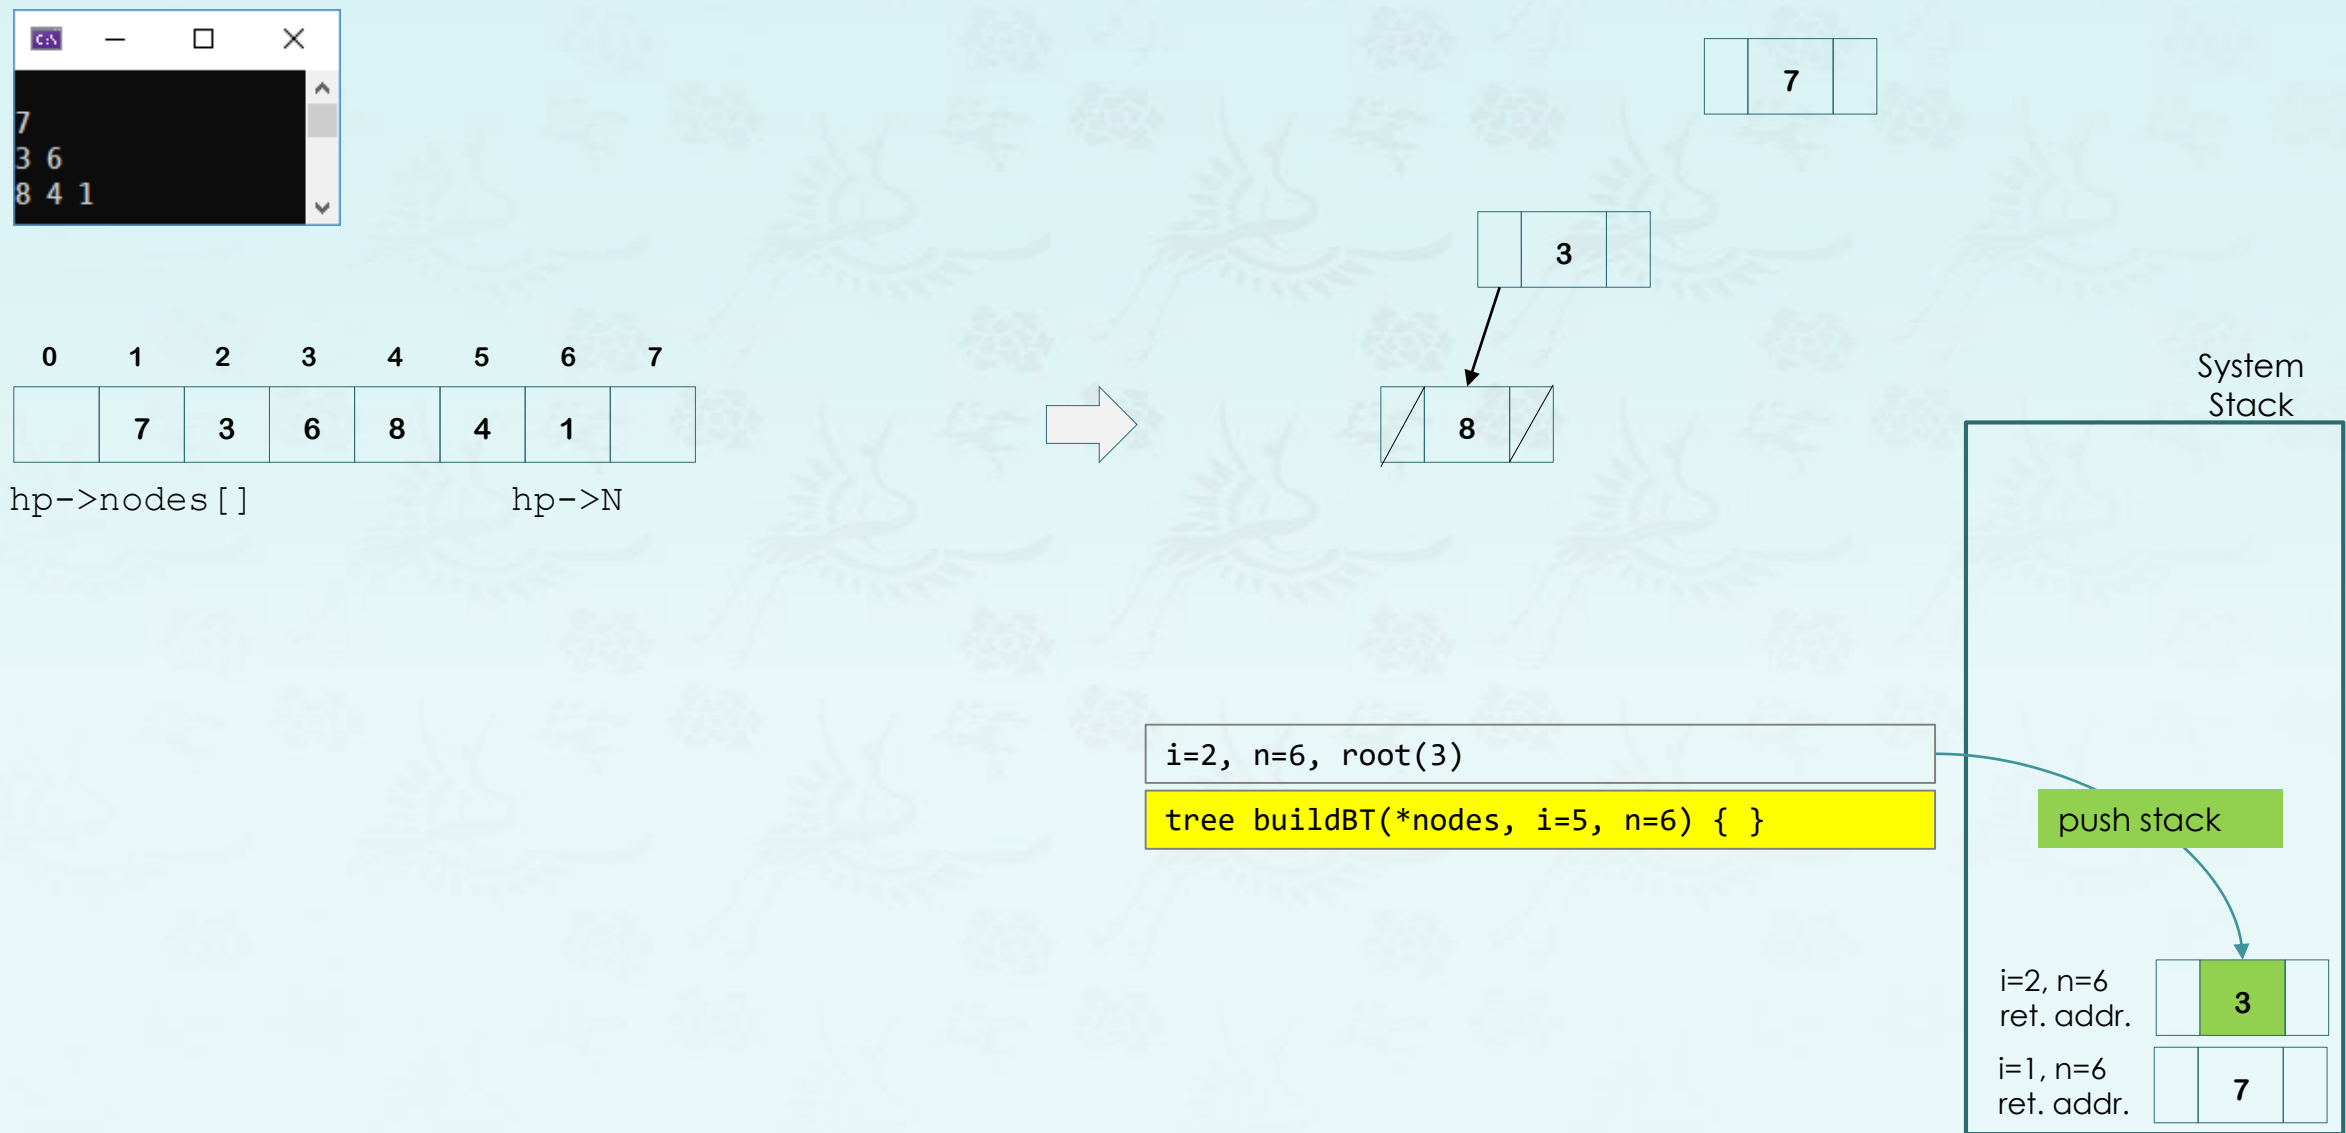 C:\
7
3 6
8 4 1
7
3
8
0 1 2 3 4 5 6 7
7 3 6 8 4 1
hp->nodes[] hp->N
System
Stack
i=2, n=6, root(3)
tree buildBT(*nodes, i=5, n=6) { }
push stack
i=2, n=6
ret. addr.
3
i=1, n=6
ret. addr.
7